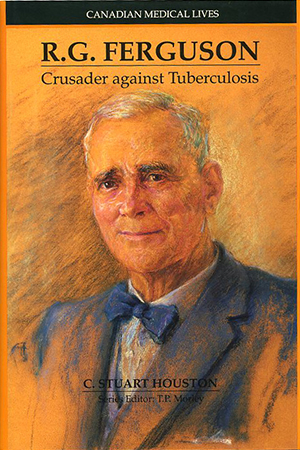 CANADIAN MEDICAL LIVES
R.G. FERGUSON
Crusader against Tuberculosis
C. STUART HOUSTON
Series Editor: T.P. Morley